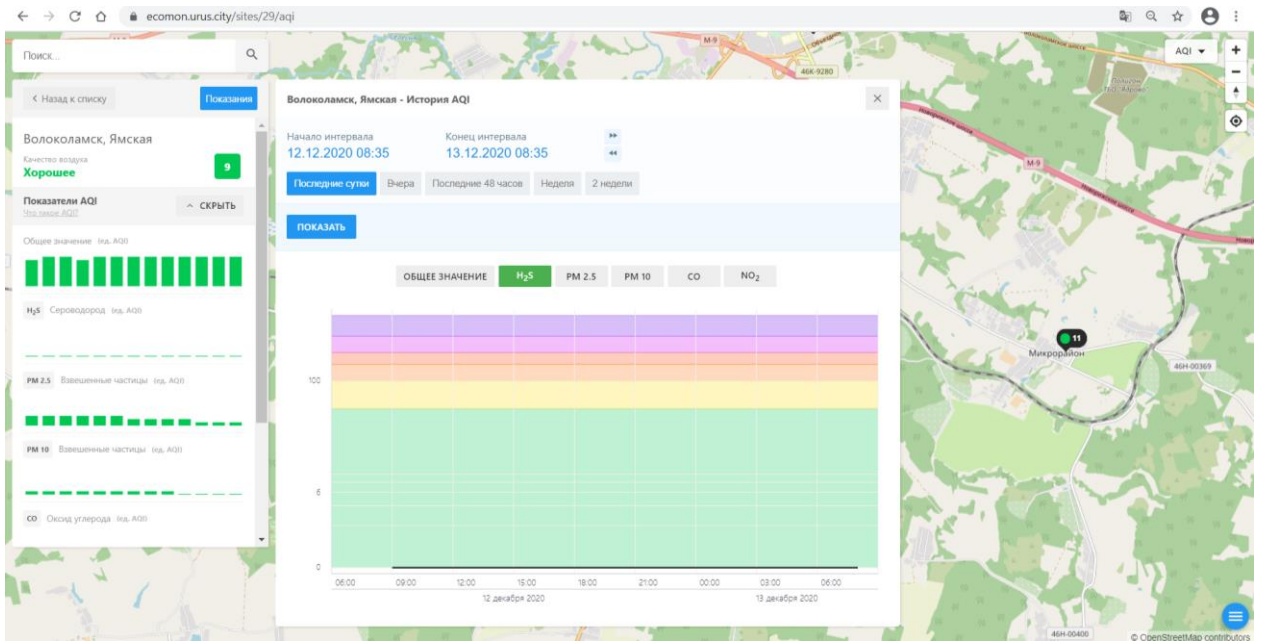 ecomon.urus.city/sites/29/aqi
Поиск...
М-9
46К-9280
AQI
Назад к списку
Показания
Волоколамск, Ямская - История AQI
Волоколамск, Ямская
Качество воздуха
Хорошее
9
Начало интервала
Конец интервала
12.12.2020 08:35
13.12.2020 08:35
Последние сутки
Вчера
Последние 48 часов
Неделя
2 недели
Показатели AQI
Что такое AQI?
СКРЫТЬ
ПОКАЗАТЬ
Общее значение (ед. AQI)
ОБЩЕЕ ЗНАЧЕНИЕ
H₂S
PM 2.5
PM 10
CO
NO₂
H₂S Сероводород (ед. AQI)
PM 2.5 Взвешенные частицы (ед. AQI)
PM 10 Взвешенные частицы (ед. AQI)
CO Оксид углерода (ед. AQI)
100
6
0
06:00
09:00
12:00
15:00
18:00
21:00
00:00
03:00
06:00
12 декабря 2020
13 декабря 2020
М-9
Новорижское шоссе
11
Микрорайон
46Н-00369
46Н-00400
© OpenStreetMap contributors